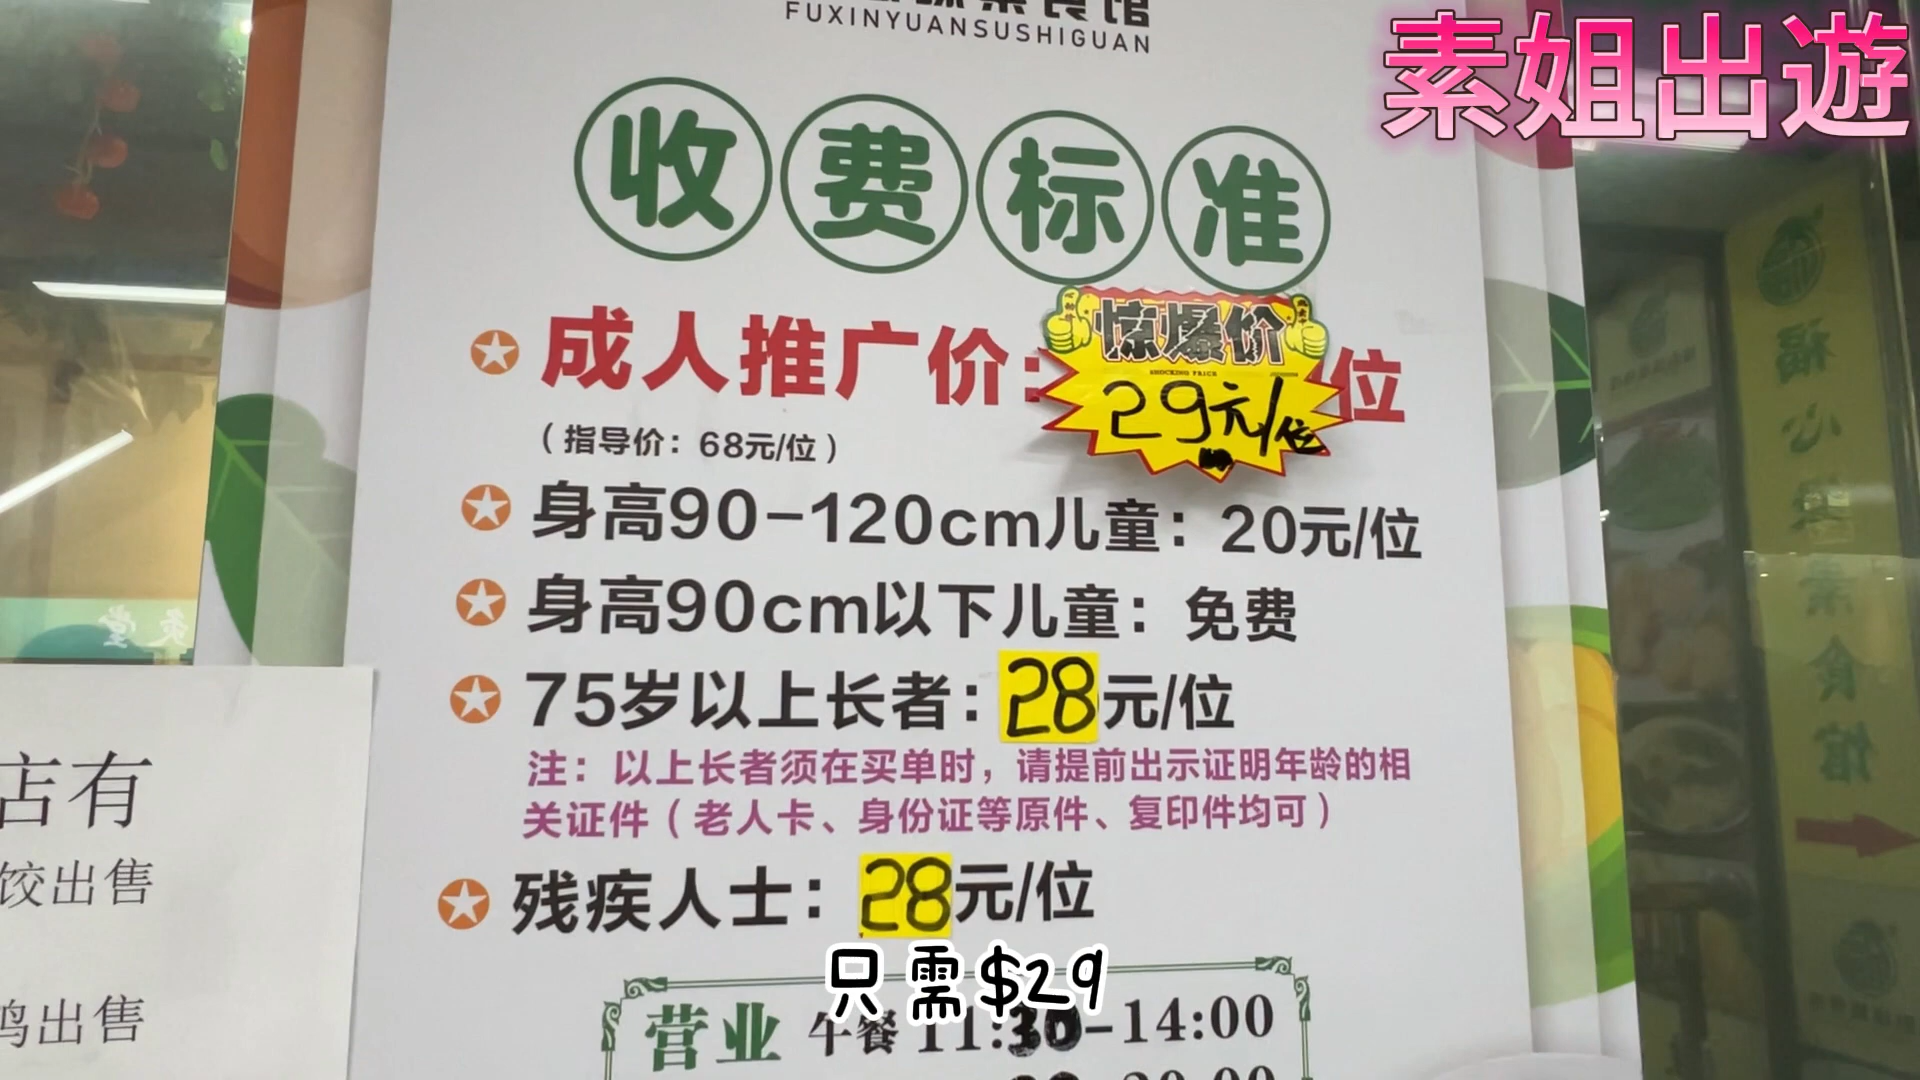 素姐出遊
FUXINYUANSUSHIGUAN
收费标准
惊爆价
SHOCKING PRICE
成人推广价：29元/位
（指导价：68元/位）
身高90-120cm儿童：20元/位
身高90cm以下儿童：免费
75岁以上长者：28元/位
注：以上长者须在买单时，请提前出示证明年龄的相
关证件（老人卡、身份证等原件、复印件均可）
残疾人士：28元/位
只需$29
营业 午餐 11:30-14:00
店有
饺出售
出售